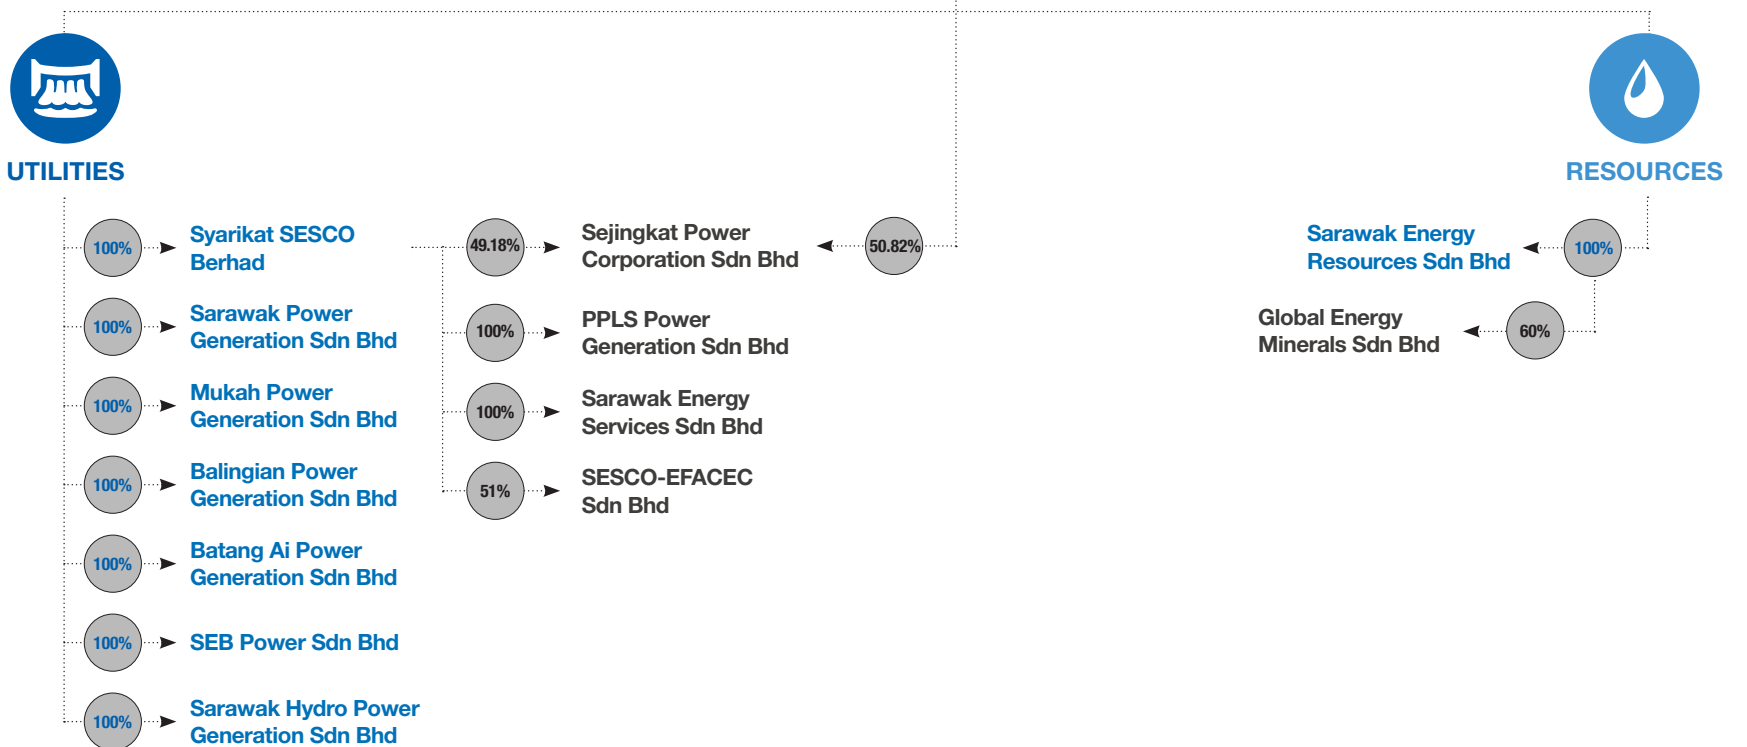 UTILITIES
RESOURCES
100%
Syarikat SESCO
Berhad
49.18%
Sejingkat Power
Corporation Sdn Bhd
50.82%
Sarawak Energy
Resources Sdn Bhd
100%
100%
Sarawak Power
Generation Sdn Bhd
100%
PPLS Power
Generation Sdn Bhd
Global Energy
Minerals Sdn Bhd
60%
100%
Mukah Power
Generation Sdn Bhd
100%
Sarawak Energy
Services Sdn Bhd
100%
Balingian Power
Generation Sdn Bhd
51%
SESCO-EFACEC
Sdn Bhd
100%
Batang Ai Power
Generation Sdn Bhd
100%
SEB Power Sdn Bhd
100%
Sarawak Hydro Power
Generation Sdn Bhd